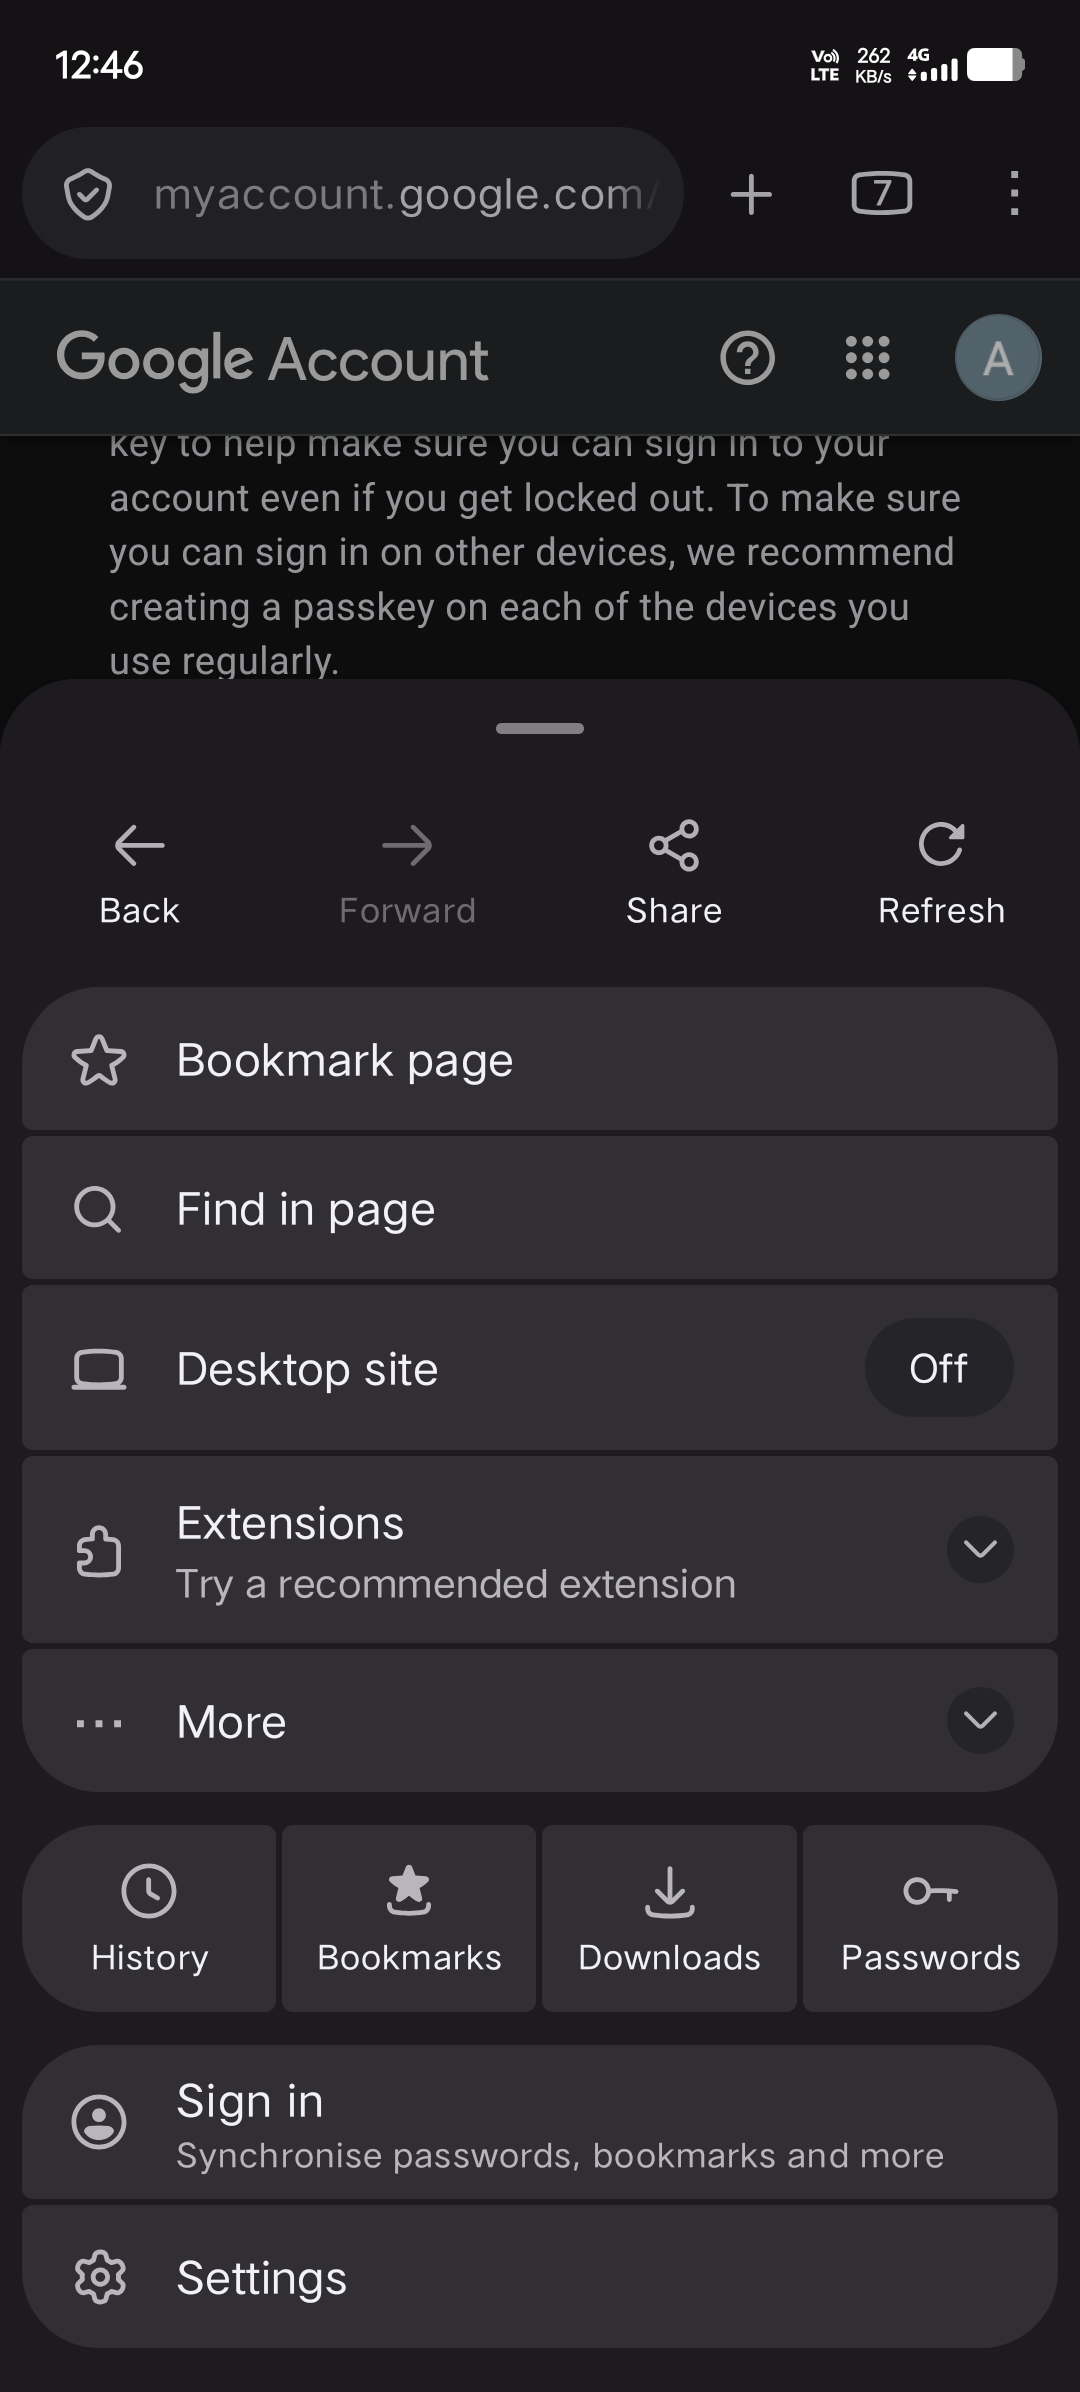 12:46
Vo) LTE
262 KB/s
4G
myaccount.google.com/
7
Google Account
A
key to help make sure you can sign in to your
account even if you get locked out. To make sure
you can sign in on other devices, we recommend
creating a passkey on each of the devices you
use regularly.
Back
Forward
Share
Refresh
Bookmark page
Find in page
Desktop site
Off
Extensions
Try a recommended extension
More
History
Bookmarks
Downloads
Passwords
Sign in
Synchronise passwords, bookmarks and more
Settings